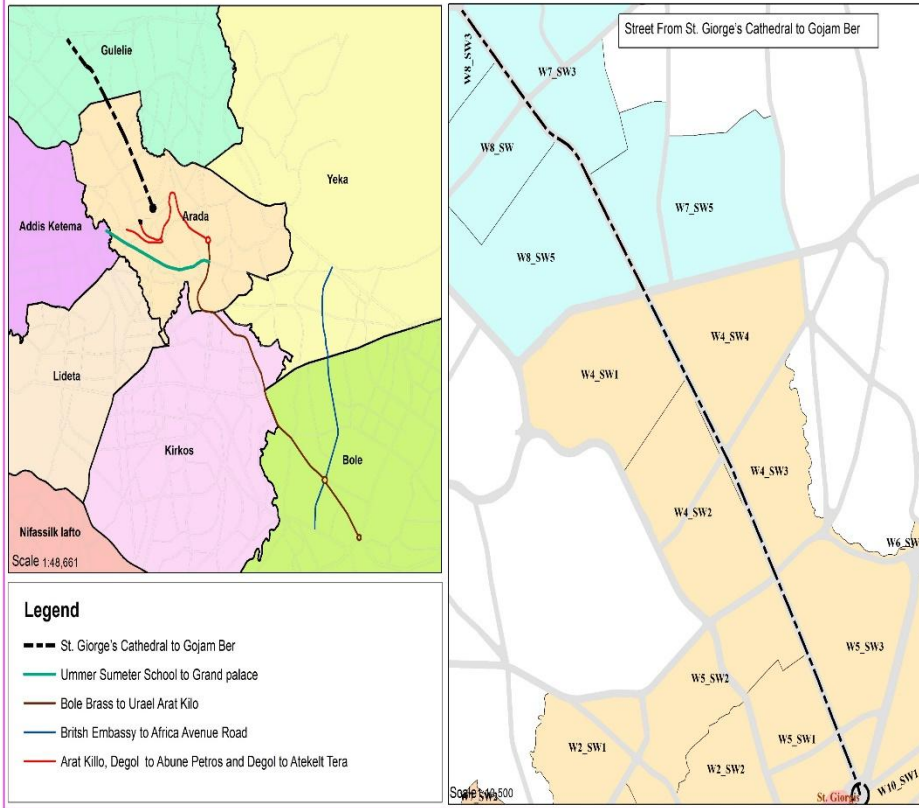 Gulelie
Yeka
Addis Ketema
Arada
Lideta
Kirkos
Bole
Nifassilk lafto
Scale 1:48,661
Legend
St. Giorge's Cathedral to Gojam Ber
Ummer Sumeter School to Grand palace
Bole Brass to Urael Arat Kilo
Britsh Embassy to Africa Avenue Road
Arat Killo, Degol to Abune Petros and Degol to Atekelt Tera
Street From St. Giorge's Cathedral to Gojam Ber
W8_SW3
W7_SW3
W8_SW
W7_SW5
W8_SW5
W4_SW4
W4_SW1
W4_SW3
W4_SW2
W6_SW
W5_SW3
W5_SW2
W5_SW1
W2_SW1
W2_SW2
W10_SW1
St. Giorgis